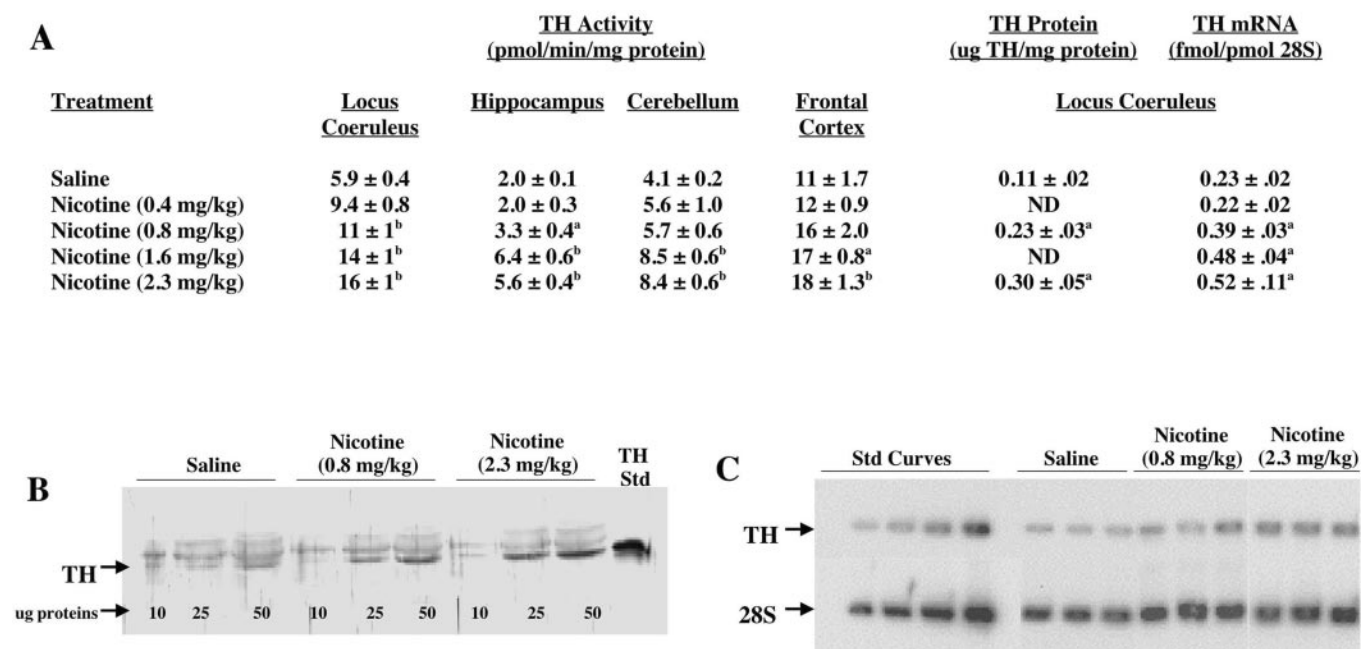 A
TH Activity
(pmol/min/mg protein)
TH Protein
(ug TH/mg protein)
TH mRNA
(fmol/pmol 28S)
Treatment
Locus
Coeruleus
Hippocampus
Cerebellum
Frontal
Cortex
Locus Coeruleus
Saline 5.9 ± 0.4 2.0 ± 0.1 4.1 ± 0.2 11 ± 1.7 0.11 ± .02 0.23 ± .02
Nicotine (0.4 mg/kg) 9.4 ± 0.8 2.0 ± 0.3 5.6 ± 1.0 12 ± 0.9 ND 0.22 ± .02
Nicotine (0.8 mg/kg) 11 ± 1ᵇ 3.3 ± 0.4ᵃ 5.7 ± 0.6 16 ± 2.0 0.23 ± .03ᵃ 0.39 ± .03ᵃ
Nicotine (1.6 mg/kg) 14 ± 1ᵇ 6.4 ± 0.6ᵇ 8.5 ± 0.6ᵇ 17 ± 0.8ᵃ ND 0.48 ± .04ᵃ
Nicotine (2.3 mg/kg) 16 ± 1ᵇ 5.6 ± 0.4ᵇ 8.4 ± 0.6ᵇ 18 ± 1.3ᵇ 0.30 ± .05ᵃ 0.52 ± .11ᵃ
B
Saline
Nicotine
(0.8 mg/kg)
Nicotine
(2.3 mg/kg)
TH
Std
TH
ug proteins 10 25 50 10 25 50 10 25 50
C
Std Curves
Saline
Nicotine
(0.8 mg/kg)
Nicotine
(2.3 mg/kg)
TH
28S